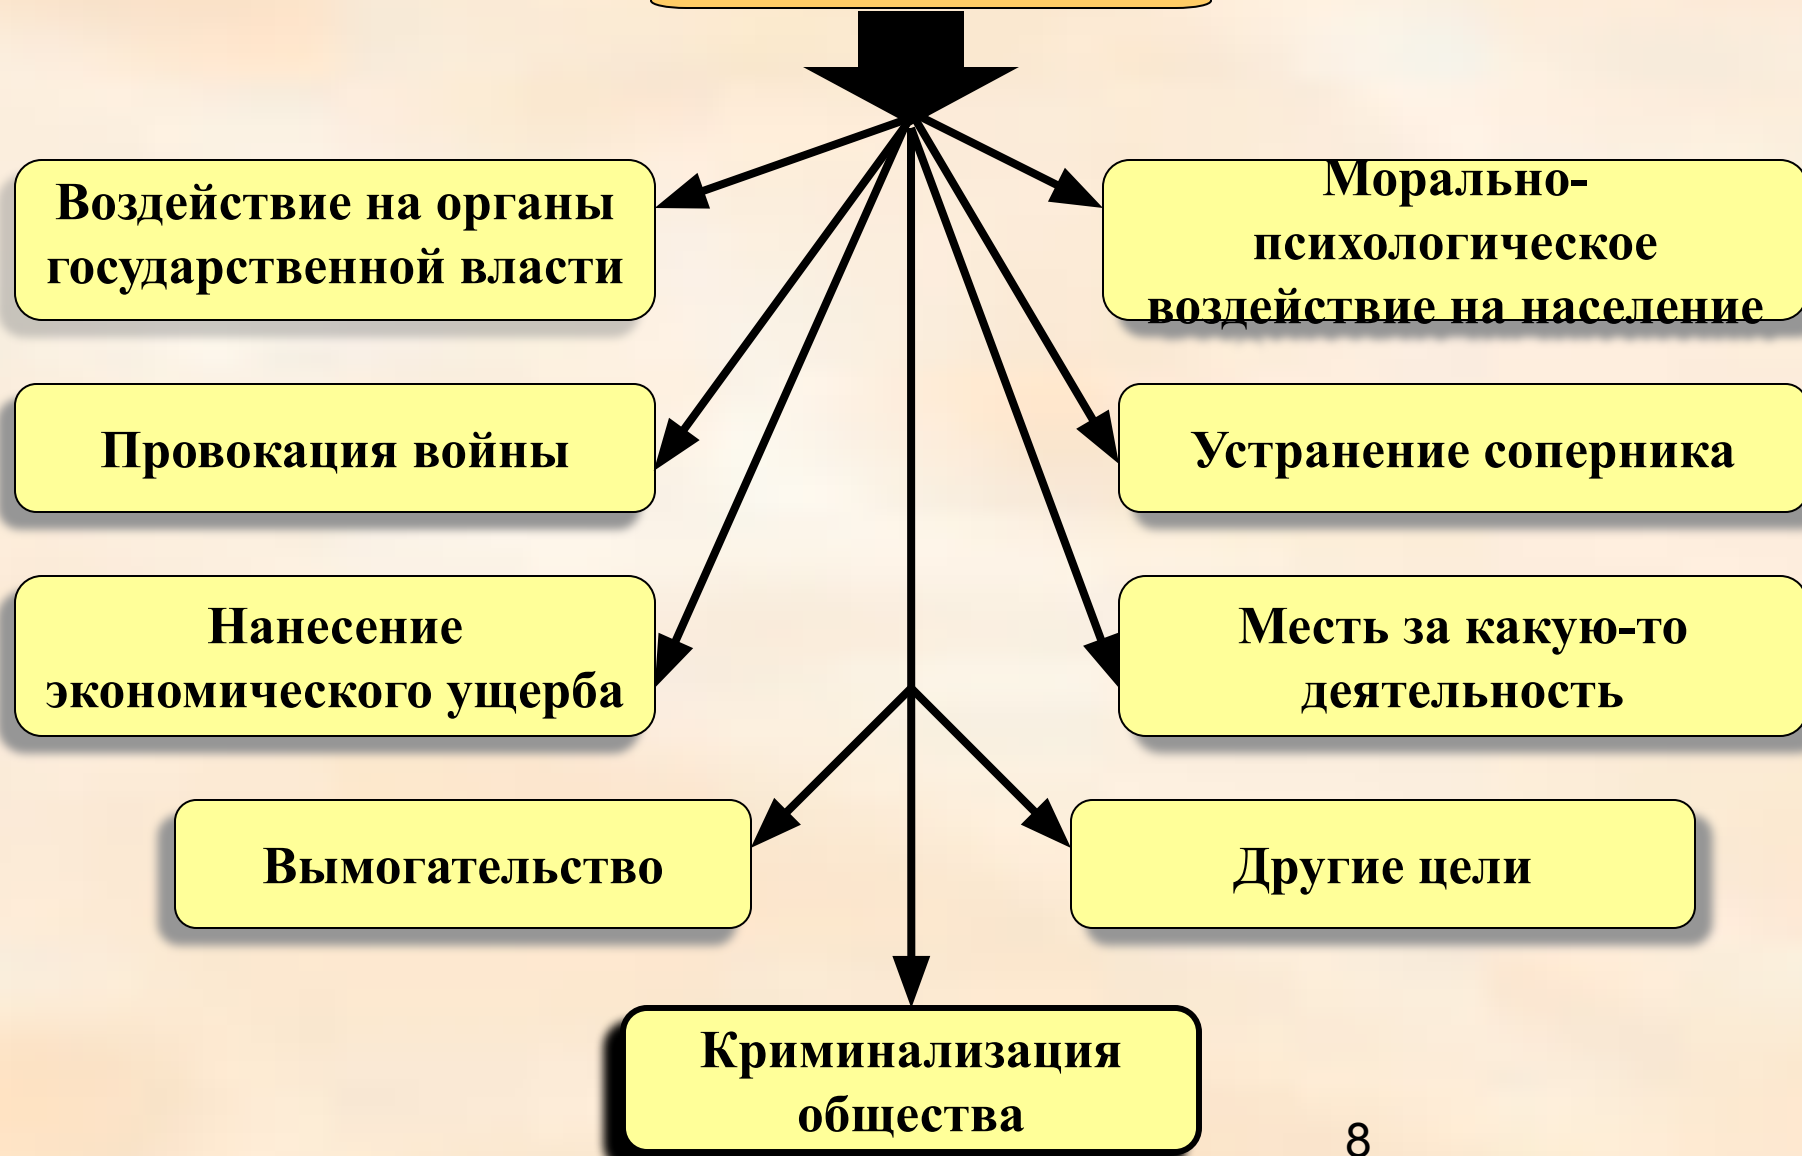 Воздействие на органы
государственной власти
Морально-
психологическое
воздействие на население
Провокация войны
Устранение соперника
Нанесение
экономического ущерба
Месть за какую-то
деятельность
Вымогательство
Другие цели
Криминализация
общества
8